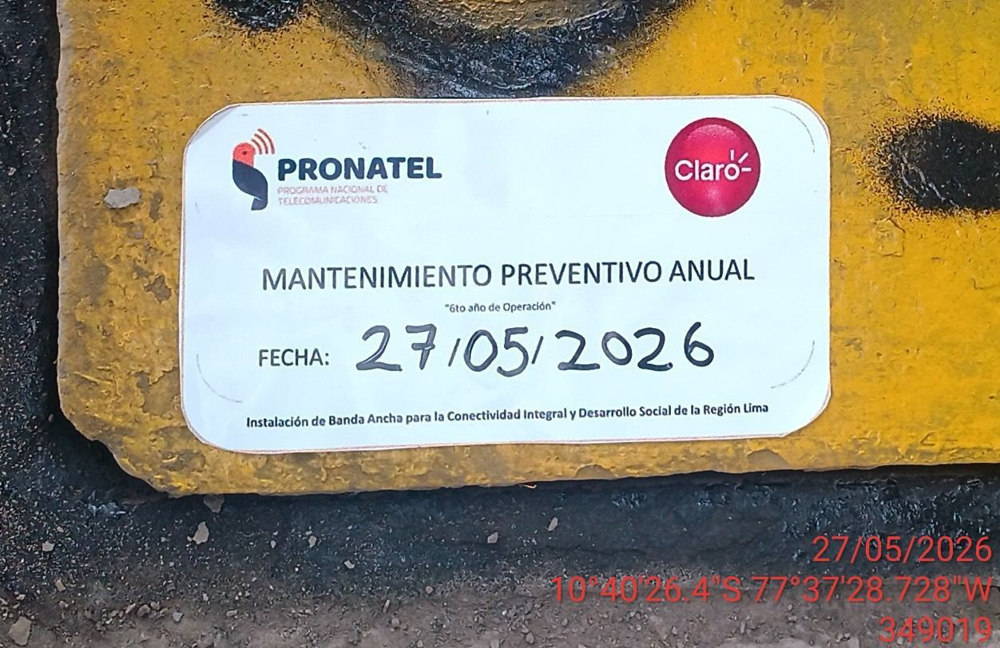 PRONATEL
PROGRAMA NACIONAL DE
TELECOMUNICACIONES
Claro-
MANTENIMIENTO PREVENTIVO ANUAL
"6to año de Operación"
FECHA: 27/05/2026
Instalación de Banda Ancha para la Conectividad Integral y Desarrollo Social de la Región Lima
27/05/2026
10°40'26.4"S 77°37'28.728"W
349019